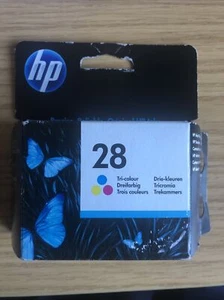 hp
28
Tri-colour
Dreifarbig
Trois couleurs
Drie-kleuren
Tricromia
Trekammers